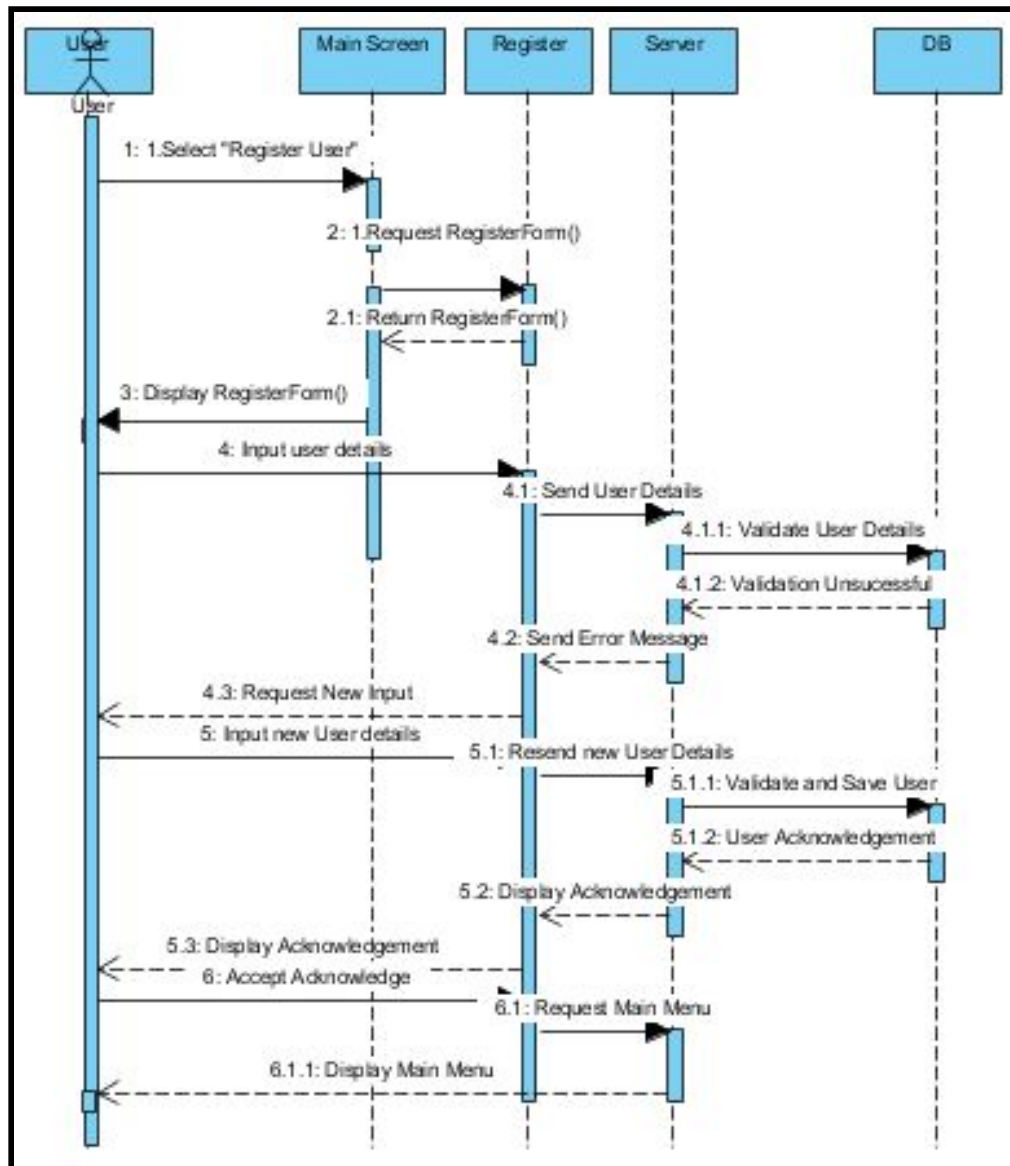 User
Main Screen
Register
Server
DB
User
1: 1.Select "Register User"
2: 1.Request RegisterForm()
2.1: Return RegisterForm()
3: Display RegisterForm()
4: Input user details
4.1: Send User Details
4.1.1: Validate User Details
4.1.2: Validation Unsucessful
4.2: Send Error Message
4.3: Request New Input
5: Input new User details
5.1: Resend new User Details
5.1.1: Validate and Save User
5.1.2: User Acknowledgement
5.2: Display Acknowledgement
5.3: Display Acknowledgement
6: Accept Acknowledge
6.1: Request Main Menu
6.1.1: Display Main Menu